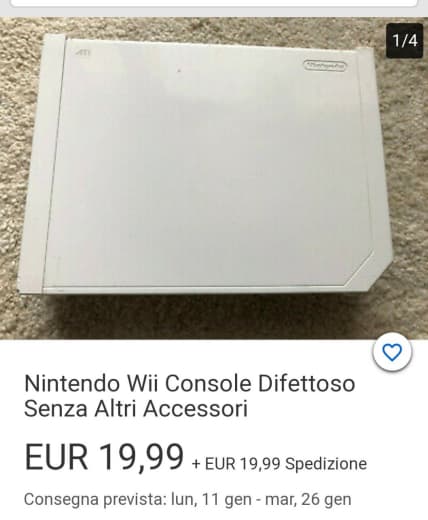 1/4
ATI
Nintendo
Nintendo Wii Console Difettoso
Senza Altri Accessori
EUR 19,99 + EUR 19,99 Spedizione
Consegna prevista: lun, 11 gen - mar, 26 gen